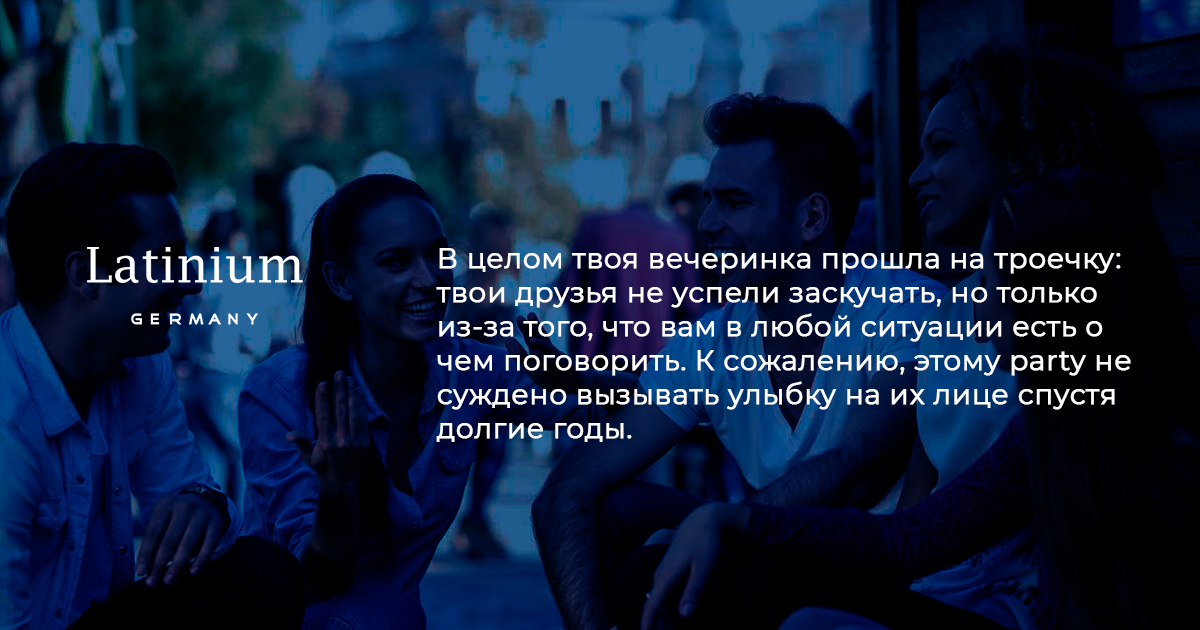 Latinium
GERMANY
В целом твоя вечеринка прошла на троечку:
твои друзья не успели заскучать, но только
из-за того, что вам в любой ситуации есть о
чем поговорить. К сожалению, этому party не
суждено вызывать улыбку на их лице спустя
долгие годы.